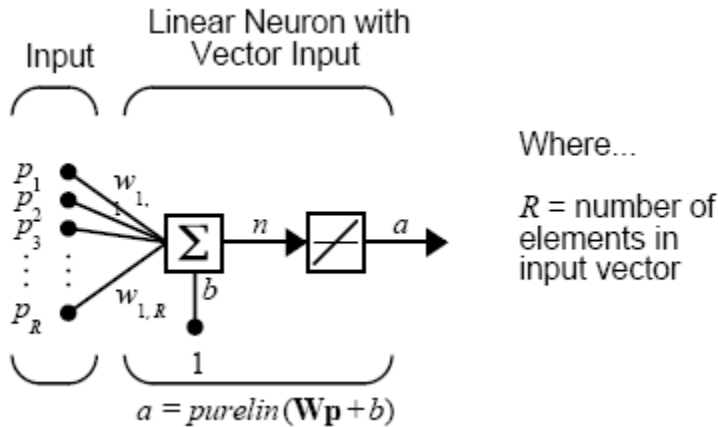 Linear Neuron with
Vector Input
Input
Where...
R = number of
elements in
input vector
p1
p2
p3
pR
w1,1
w1,R
Σ
n
a
b
1
a = purelin(Wp + b)